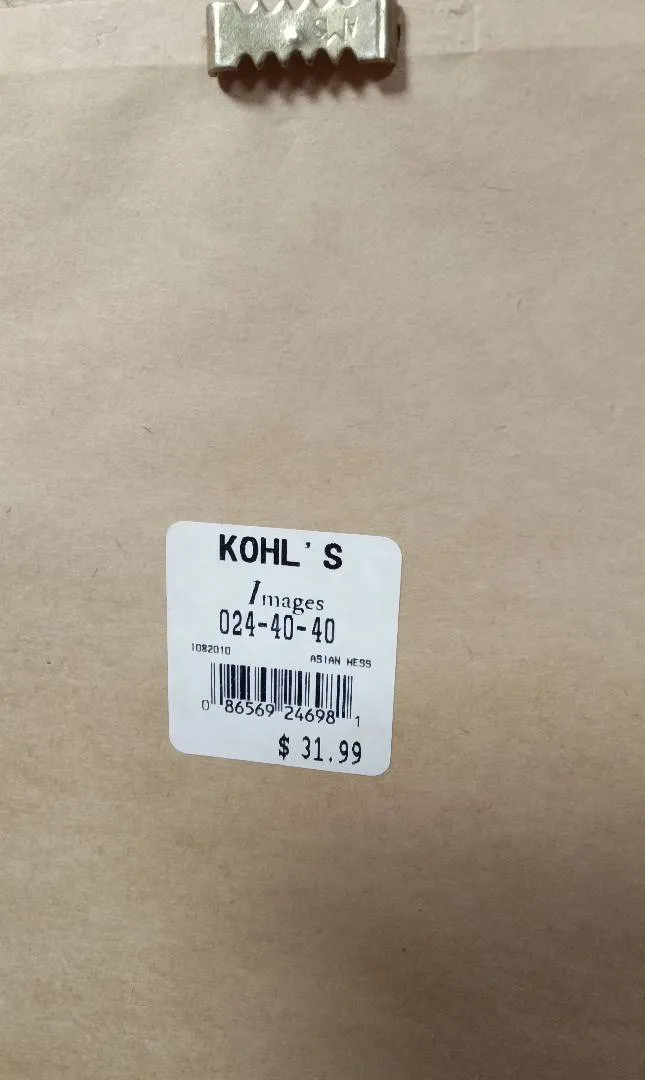 KOHL'S
Images
024-40-40
1082010 ASIAN HESS
0 86569 24698 1
$ 31.99